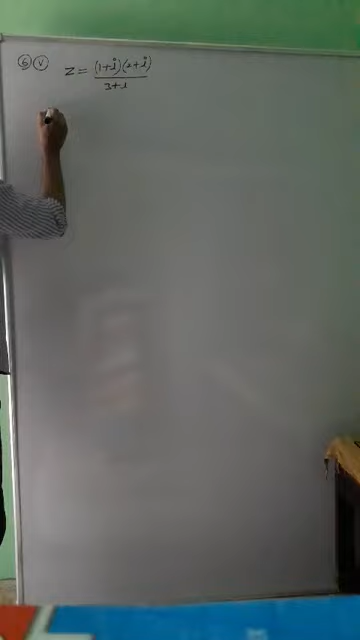 ⑥ ⓥ z = (1+i)(2+i)
3+i